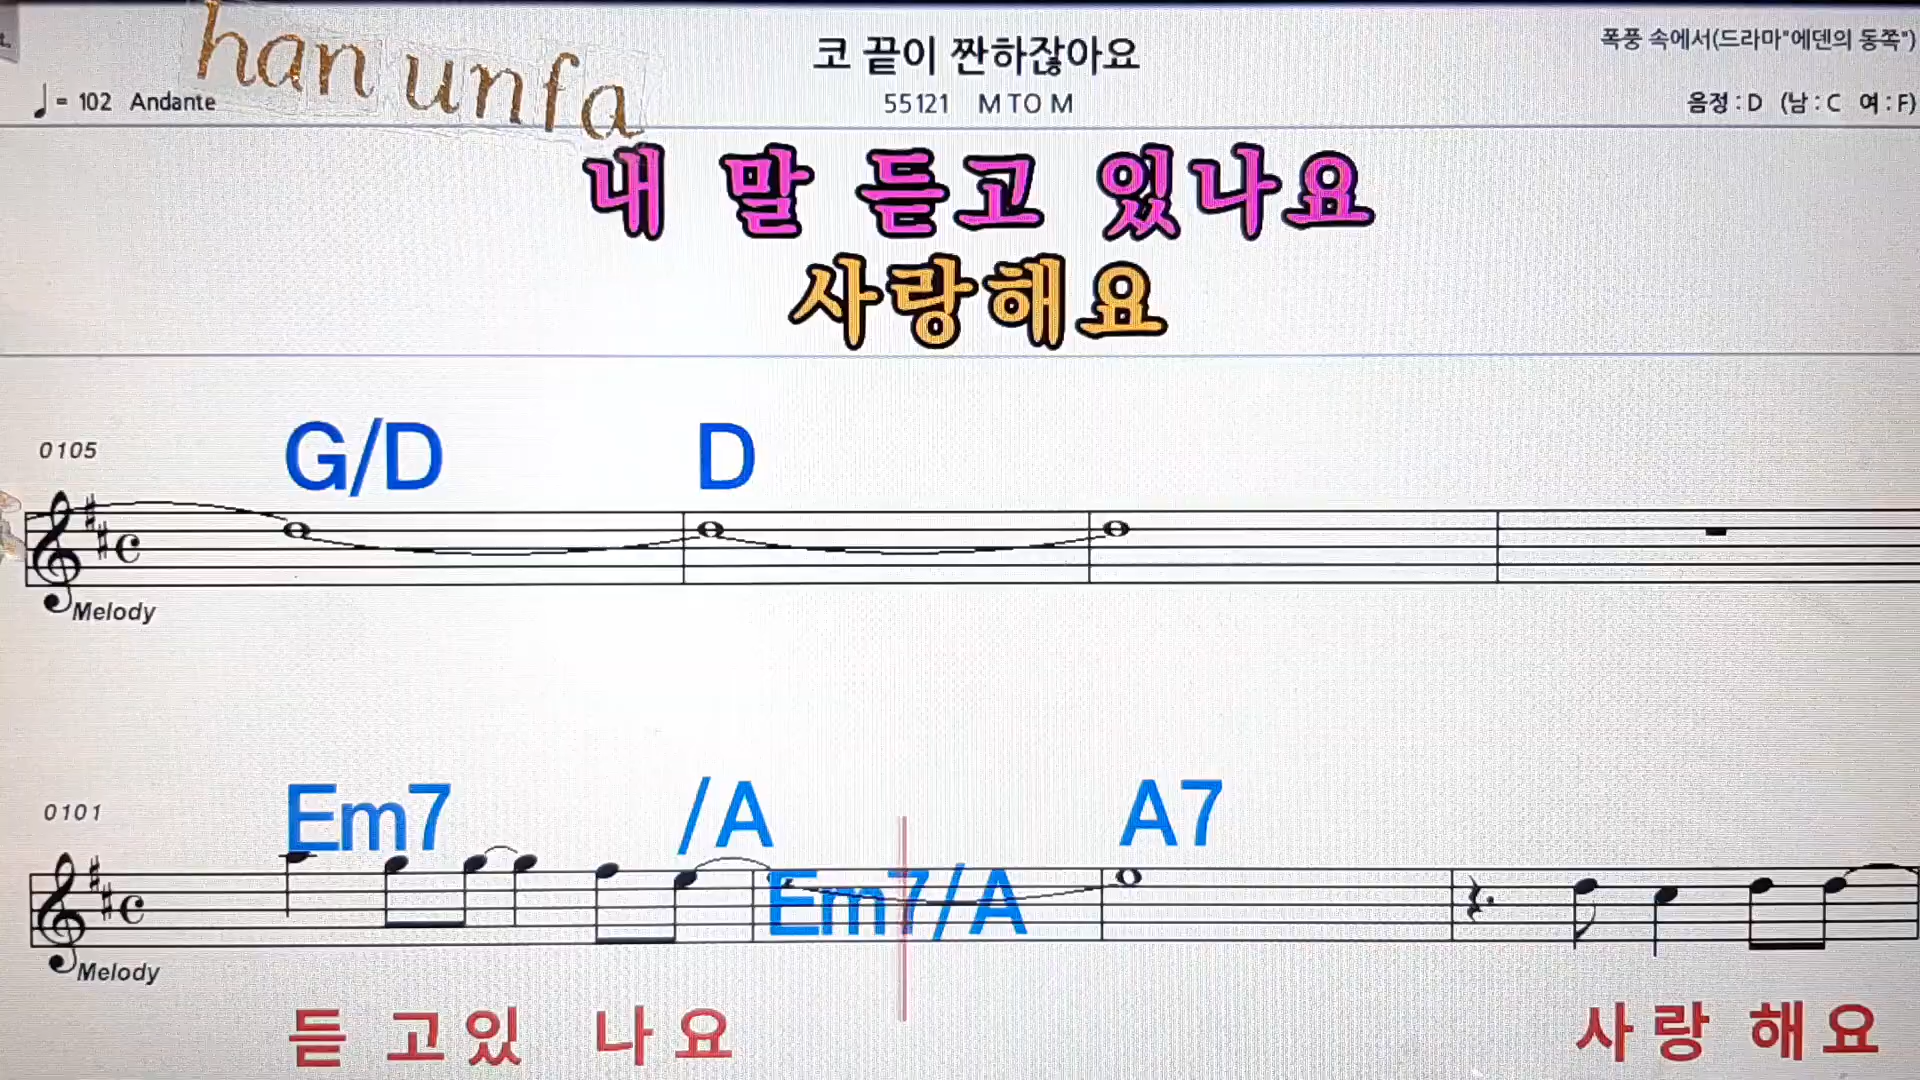 han unfa
코 끝이 짠하잖아요
폭풍 속에서(드라마"에덴의 동쪽")
= 102 Andante
55121 M TO M
음정 : D (남 : C 여 : F)
내 말 듣고 있나요
사랑해요
0105
G/D D
Melody
0101
Em7 /A A7
Em7/A
Melody
듣 고있 나요 사랑 해요